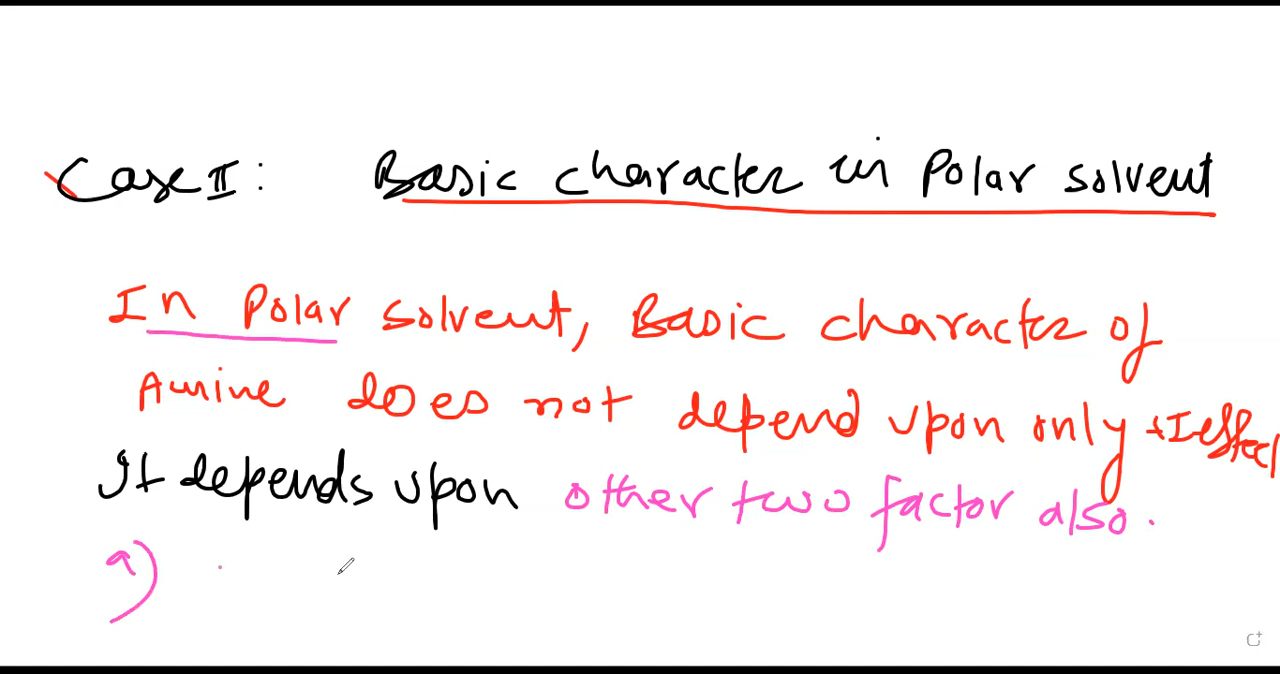 Case II : Basic character in Polar solvent
In Polar solvent, Basic character of
Amine does not depend upon only +I effect
It depends upon other two factor also.
a)